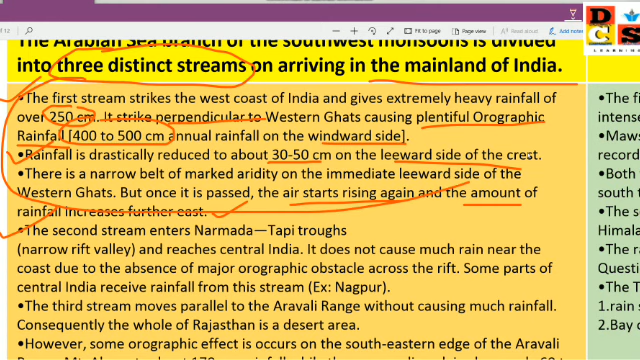 Fit to page
Page view
D
C S
LEARNS
The Arabian Sea branch of the southwest monsoons is divided
into three distinct streams on arriving in the mainland of India.
•The first stream strikes the west coast of India and gives extremely heavy rainfall of
over 250 cm. It strike perpendicular to Western Ghats causing plentiful Orographic
Rainfall [400 to 500 cm annual rainfall on the windward side].
•Rainfall is drastically reduced to about 30-50 cm on the leeward side of the crest.
•There is a narrow belt of marked aridity on the immediate leeward side of the
Western Ghats. But once it is passed, the air starts rising again and the amount of
rainfall increases further east.
•The second stream enters Narmada—Tapi troughs
(narrow rift valley) and reaches central India. It does not cause much rain near the
coast due to the absence of major orographic obstacle across the rift. Some parts of
central India receive rainfall from this stream (Ex: Nagpur).
•The third stream moves parallel to the Aravali Range without causing much rainfall.
Consequently the whole of Rajasthan is a desert area.
•However, some orographic effect is occurs on the south-eastern edge of the Aravali
•The fi
intens
•Maws
record
•Both
south t
•The se
Himala
•The ra
Questi
•The T
1.rain s
2.Bay o